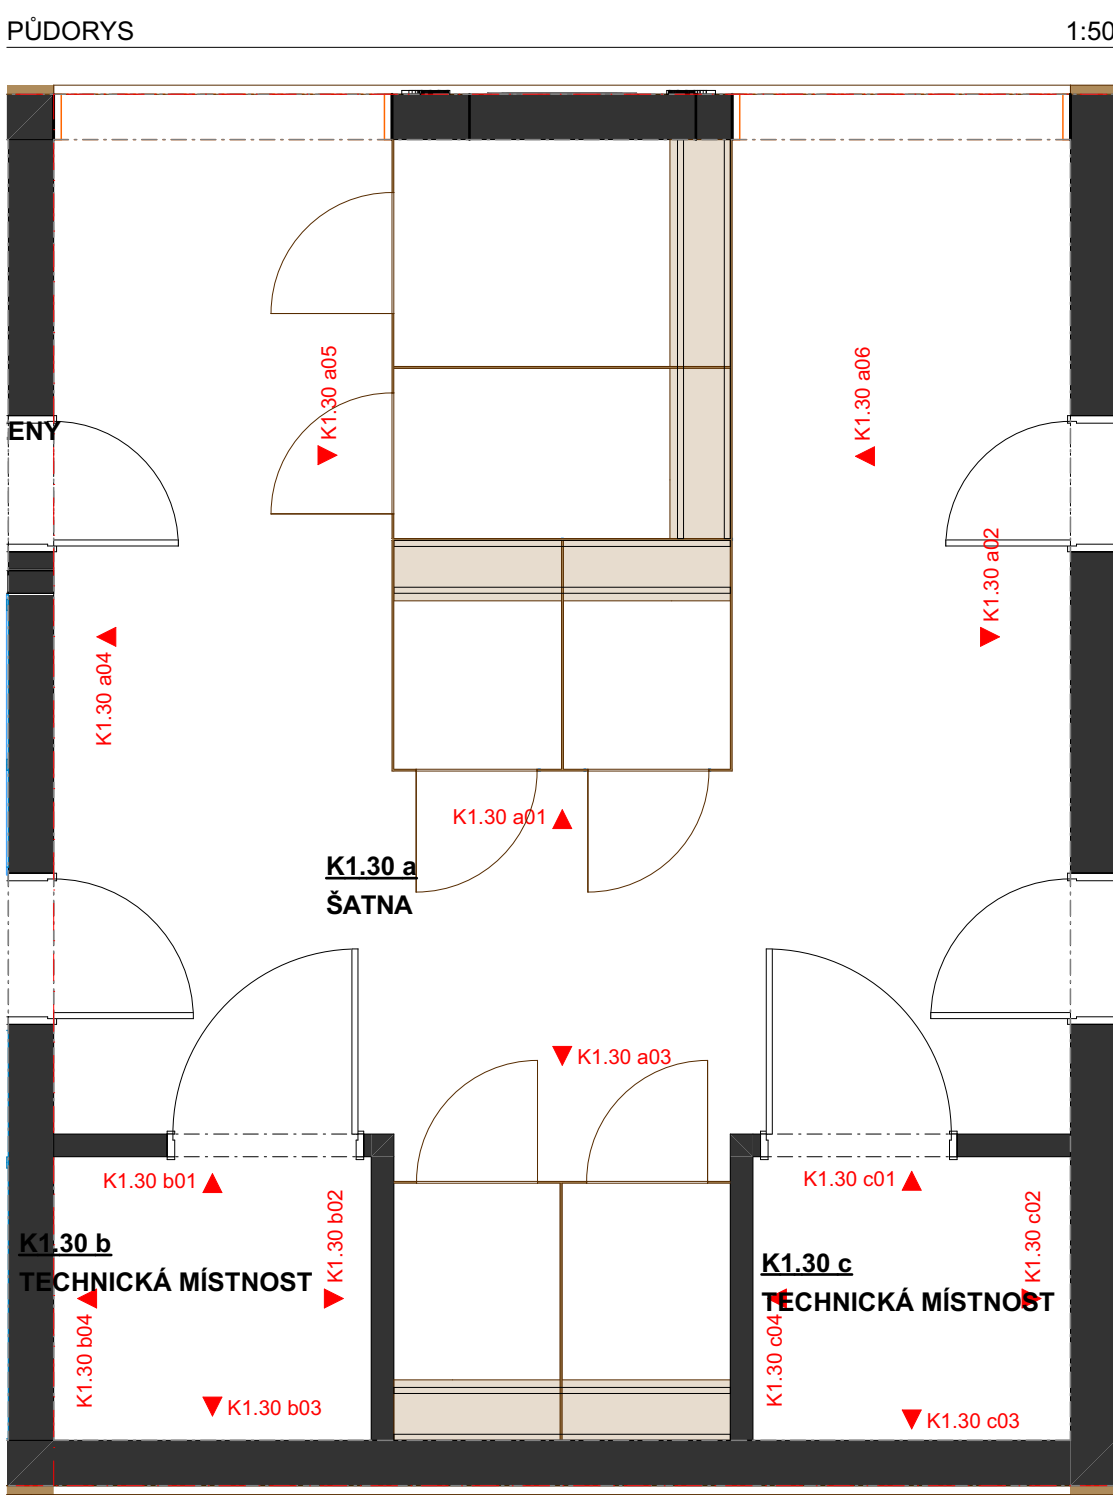 PŮDORYS 1:50
K1.30 a05
K1.30 a06
ENÝ
K1.30 a02
K1.30 a04
K1.30 a01
K1.30 a
ŠATNA
K1.30 a03
K1.30 b01
K1.30 c01
K1.30 b02
K1.30 c02
K1.30 b
TECHNICKÁ MÍSTNOST
K1.30 c
TECHNICKÁ MÍSTNOST
K1.30 b04
K1.30 c04
K1.30 b03
K1.30 c03